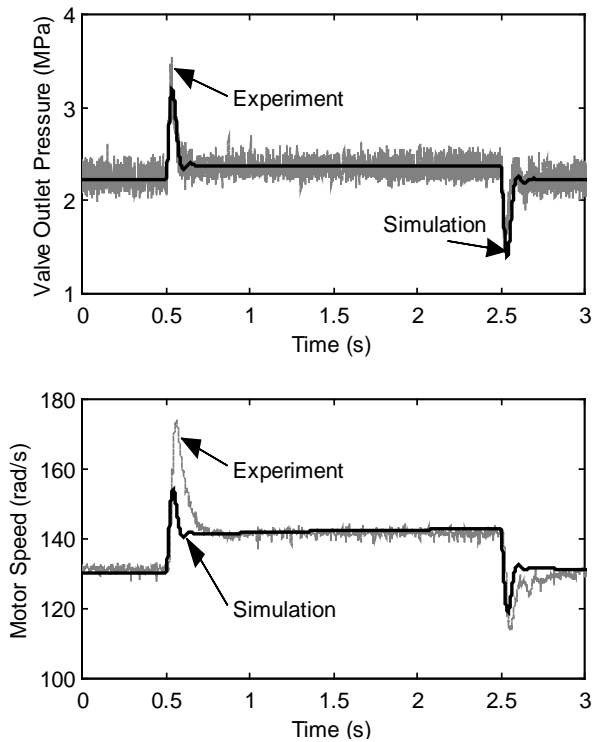 Valve Outlet Pressure (MPa)
4
3
2
1
Experiment
Simulation
0 0.5 1 1.5 2 2.5 3
Time (s)
Motor Speed (rad/s)
180
160
140
120
100
Experiment
Simulation
0 0.5 1 1.5 2 2.5 3
Time (s)